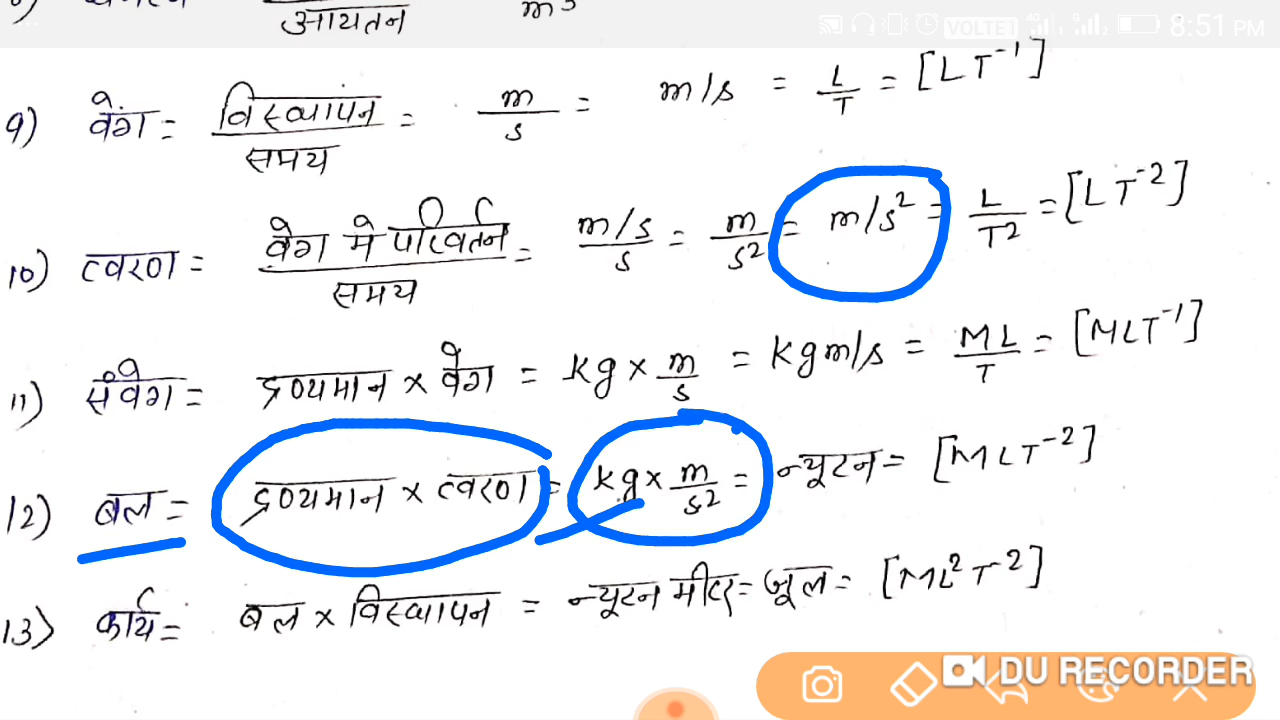 आयतन m³
VOLTE 8:51 PM
9) वेग = विस्थापन / समय = m/s = m/s = L/T = [LT⁻¹]
10) त्वरण = वेग मे परिवर्तन / समय = m/s / s = m/s² = m/s² = L/T² = [LT⁻²]
11) संवेग = द्रव्यमान × वेग = kg × m/s = kgm/s = ML/T = [MLT⁻¹]
12) बल = द्रव्यमान × त्वरण = kg × m/s² = न्यूटन = [MLT⁻²]
13) कार्य = बल × विस्थापन = न्यूटन मीटर = जूल = [ML²T⁻²]
DU RECORDER